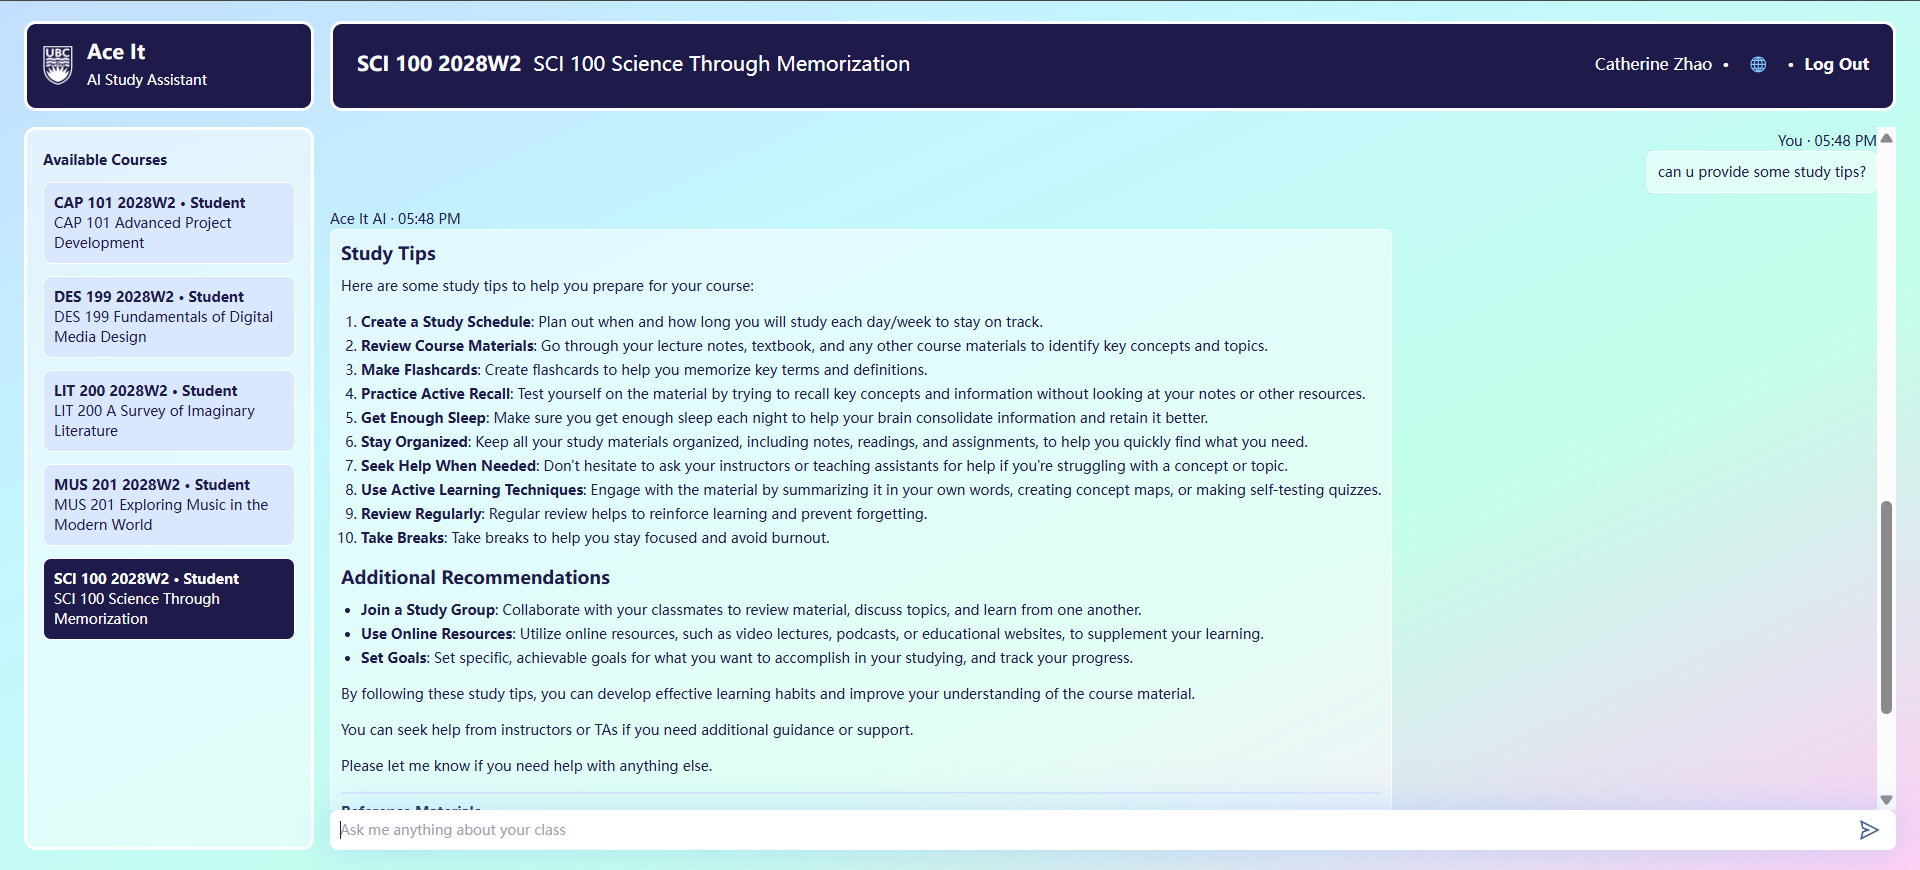 UBC
Ace It
AI Study Assistant
SCI 100 2028W2 SCI 100 Science Through Memorization
Catherine Zhao • • Log Out
Available Courses
CAP 101 2028W2 • Student
CAP 101 Advanced Project
Development
DES 199 2028W2 • Student
DES 199 Fundamentals of Digital
Media Design
LIT 200 2028W2 • Student
LIT 200 A Survey of Imaginary
Literature
MUS 201 2028W2 • Student
MUS 201 Exploring Music in the
Modern World
SCI 100 2028W2 • Student
SCI 100 Science Through
Memorization
You · 05:48 PM
can u provide some study tips?
Ace It AI · 05:48 PM
Study Tips
Here are some study tips to help you prepare for your course:
1. Create a Study Schedule: Plan out when and how long you will study each day/week to stay on track.
2. Review Course Materials: Go through your lecture notes, textbook, and any other course materials to identify key concepts and topics.
3. Make Flashcards: Create flashcards to help you memorize key terms and definitions.
4. Practice Active Recall: Test yourself on the material by trying to recall key concepts and information without looking at your notes or other resources.
5. Get Enough Sleep: Make sure you get enough sleep each night to help your brain consolidate information and retain it better.
6. Stay Organized: Keep all your study materials organized, including notes, readings, and assignments, to help you quickly find what you need.
7. Seek Help When Needed: Don't hesitate to ask your instructors or teaching assistants for help if you're struggling with a concept or topic.
8. Use Active Learning Techniques: Engage with the material by summarizing it in your own words, creating concept maps, or making self-testing quizzes.
9. Review Regularly: Regular review helps to reinforce learning and prevent forgetting.
10. Take Breaks: Take breaks to help you stay focused and avoid burnout.
Additional Recommendations
• Join a Study Group: Collaborate with your classmates to review material, discuss topics, and learn from one another.
• Use Online Resources: Utilize online resources, such as video lectures, podcasts, or educational websites, to supplement your learning.
• Set Goals: Set specific, achievable goals for what you want to accomplish in your studying, and track your progress.
By following these study tips, you can develop effective learning habits and improve your understanding of the course material.
You can seek help from instructors or TAs if you need additional guidance or support.
Please let me know if you need help with anything else.
Reference Materials
Ask me anything about your class